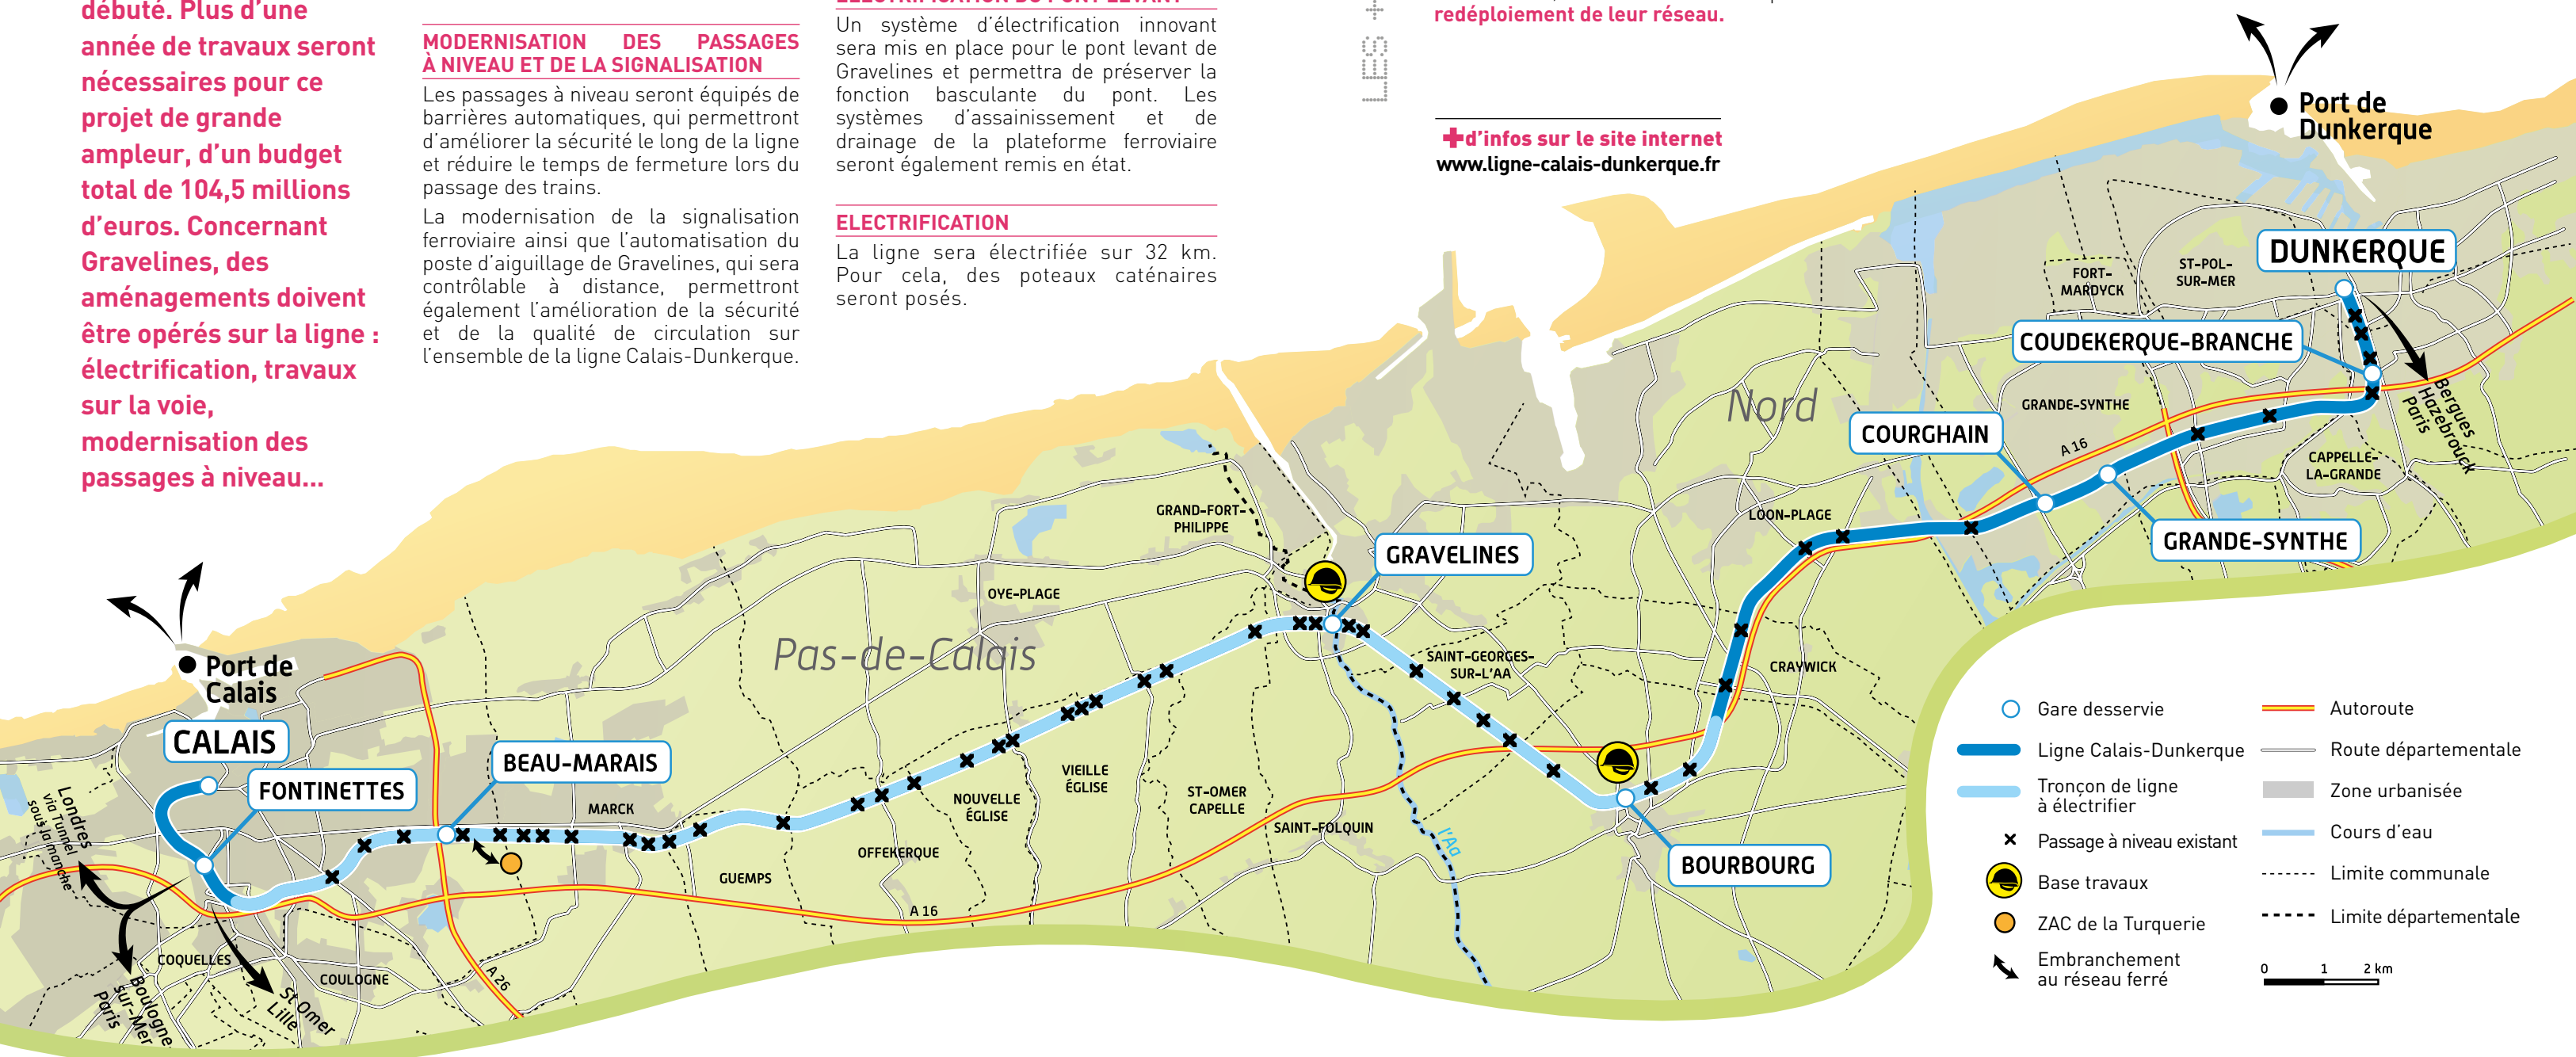 débuté. Plus d’une
année de travaux seront
nécessaires pour ce
projet de grande
ampleur, d’un budget
total de 104,5 millions
d’euros. Concernant
Gravelines, des
aménagements doivent
être opérés sur la ligne :
électrification, travaux
sur la voie,
modernisation des
passages à niveau...
MODERNISATION DES PASSAGES
À NIVEAU ET DE LA SIGNALISATION
Les passages à niveau seront équipés de
barrières automatiques, qui permettront
d’améliorer la sécurité le long de la ligne
et réduire le temps de fermeture lors du
passage des trains.
La modernisation de la signalisation
ferroviaire ainsi que l’automatisation du
poste d’aiguillage de Gravelines, qui sera
contrôlable à distance, permettront
également l’amélioration de la sécurité
et de la qualité de circulation sur
l’ensemble de la ligne Calais-Dunkerque.
ELECTRIFICATION DU PONT LEVANT
Un système d’électrification innovant
sera mis en place pour le pont levant de
Gravelines et permettra de préserver la
fonction basculante du pont. Les
systèmes d’assainissement et de
drainage de la plateforme ferroviaire
seront également remis en état.
ELECTRIFICATION
La ligne sera électrifiée sur 32 km.
Pour cela, des poteaux caténaires
seront posés.
LES +
redéploiement de leur réseau.
+d’infos sur le site internet
www.ligne-calais-dunkerque.fr
Port de
Dunkerque
DUNKERQUE
ST-POL-
SUR-MER
FORT-
MARDYCK
COUDEKERQUE-BRANCHE
GRANDE-SYNTHE
Nord
COURGHAIN
A 16
Bergues
Hazebrouck
Paris
CAPPELLE-
LA-GRANDE
GRANDE-SYNTHE
LOON-PLAGE
GRAND-FORT-
PHILIPPE
GRAVELINES
OYE-PLAGE
Pas-de-Calais
SAINT-GEORGES-
SUR-L’AA
CRAYWICK
Port de
Calais
CALAIS
FONTINETTES
BEAU-MARAIS
MARCK
Londres
via Tunnel
sous la manche
VIEILLE
ÉGLISE
NOUVELLE
ÉGLISE
ST-OMER
CAPELLE
SAINT-FOLQUIN
l’Aa
OFFEKERQUE
GUEMPS
BOURBOURG
A 16
COQUELLES
COULOGNE
A 26
Boulogne
sur-Mer
Paris
St Omer
Lille
Gare desservie
Ligne Calais-Dunkerque
Tronçon de ligne
à électrifier
Passage à niveau existant
Base travaux
ZAC de la Turquerie
Embranchement
au réseau ferré
Autoroute
Route départementale
Zone urbanisée
Cours d’eau
Limite communale
Limite départementale
0 1 2 km